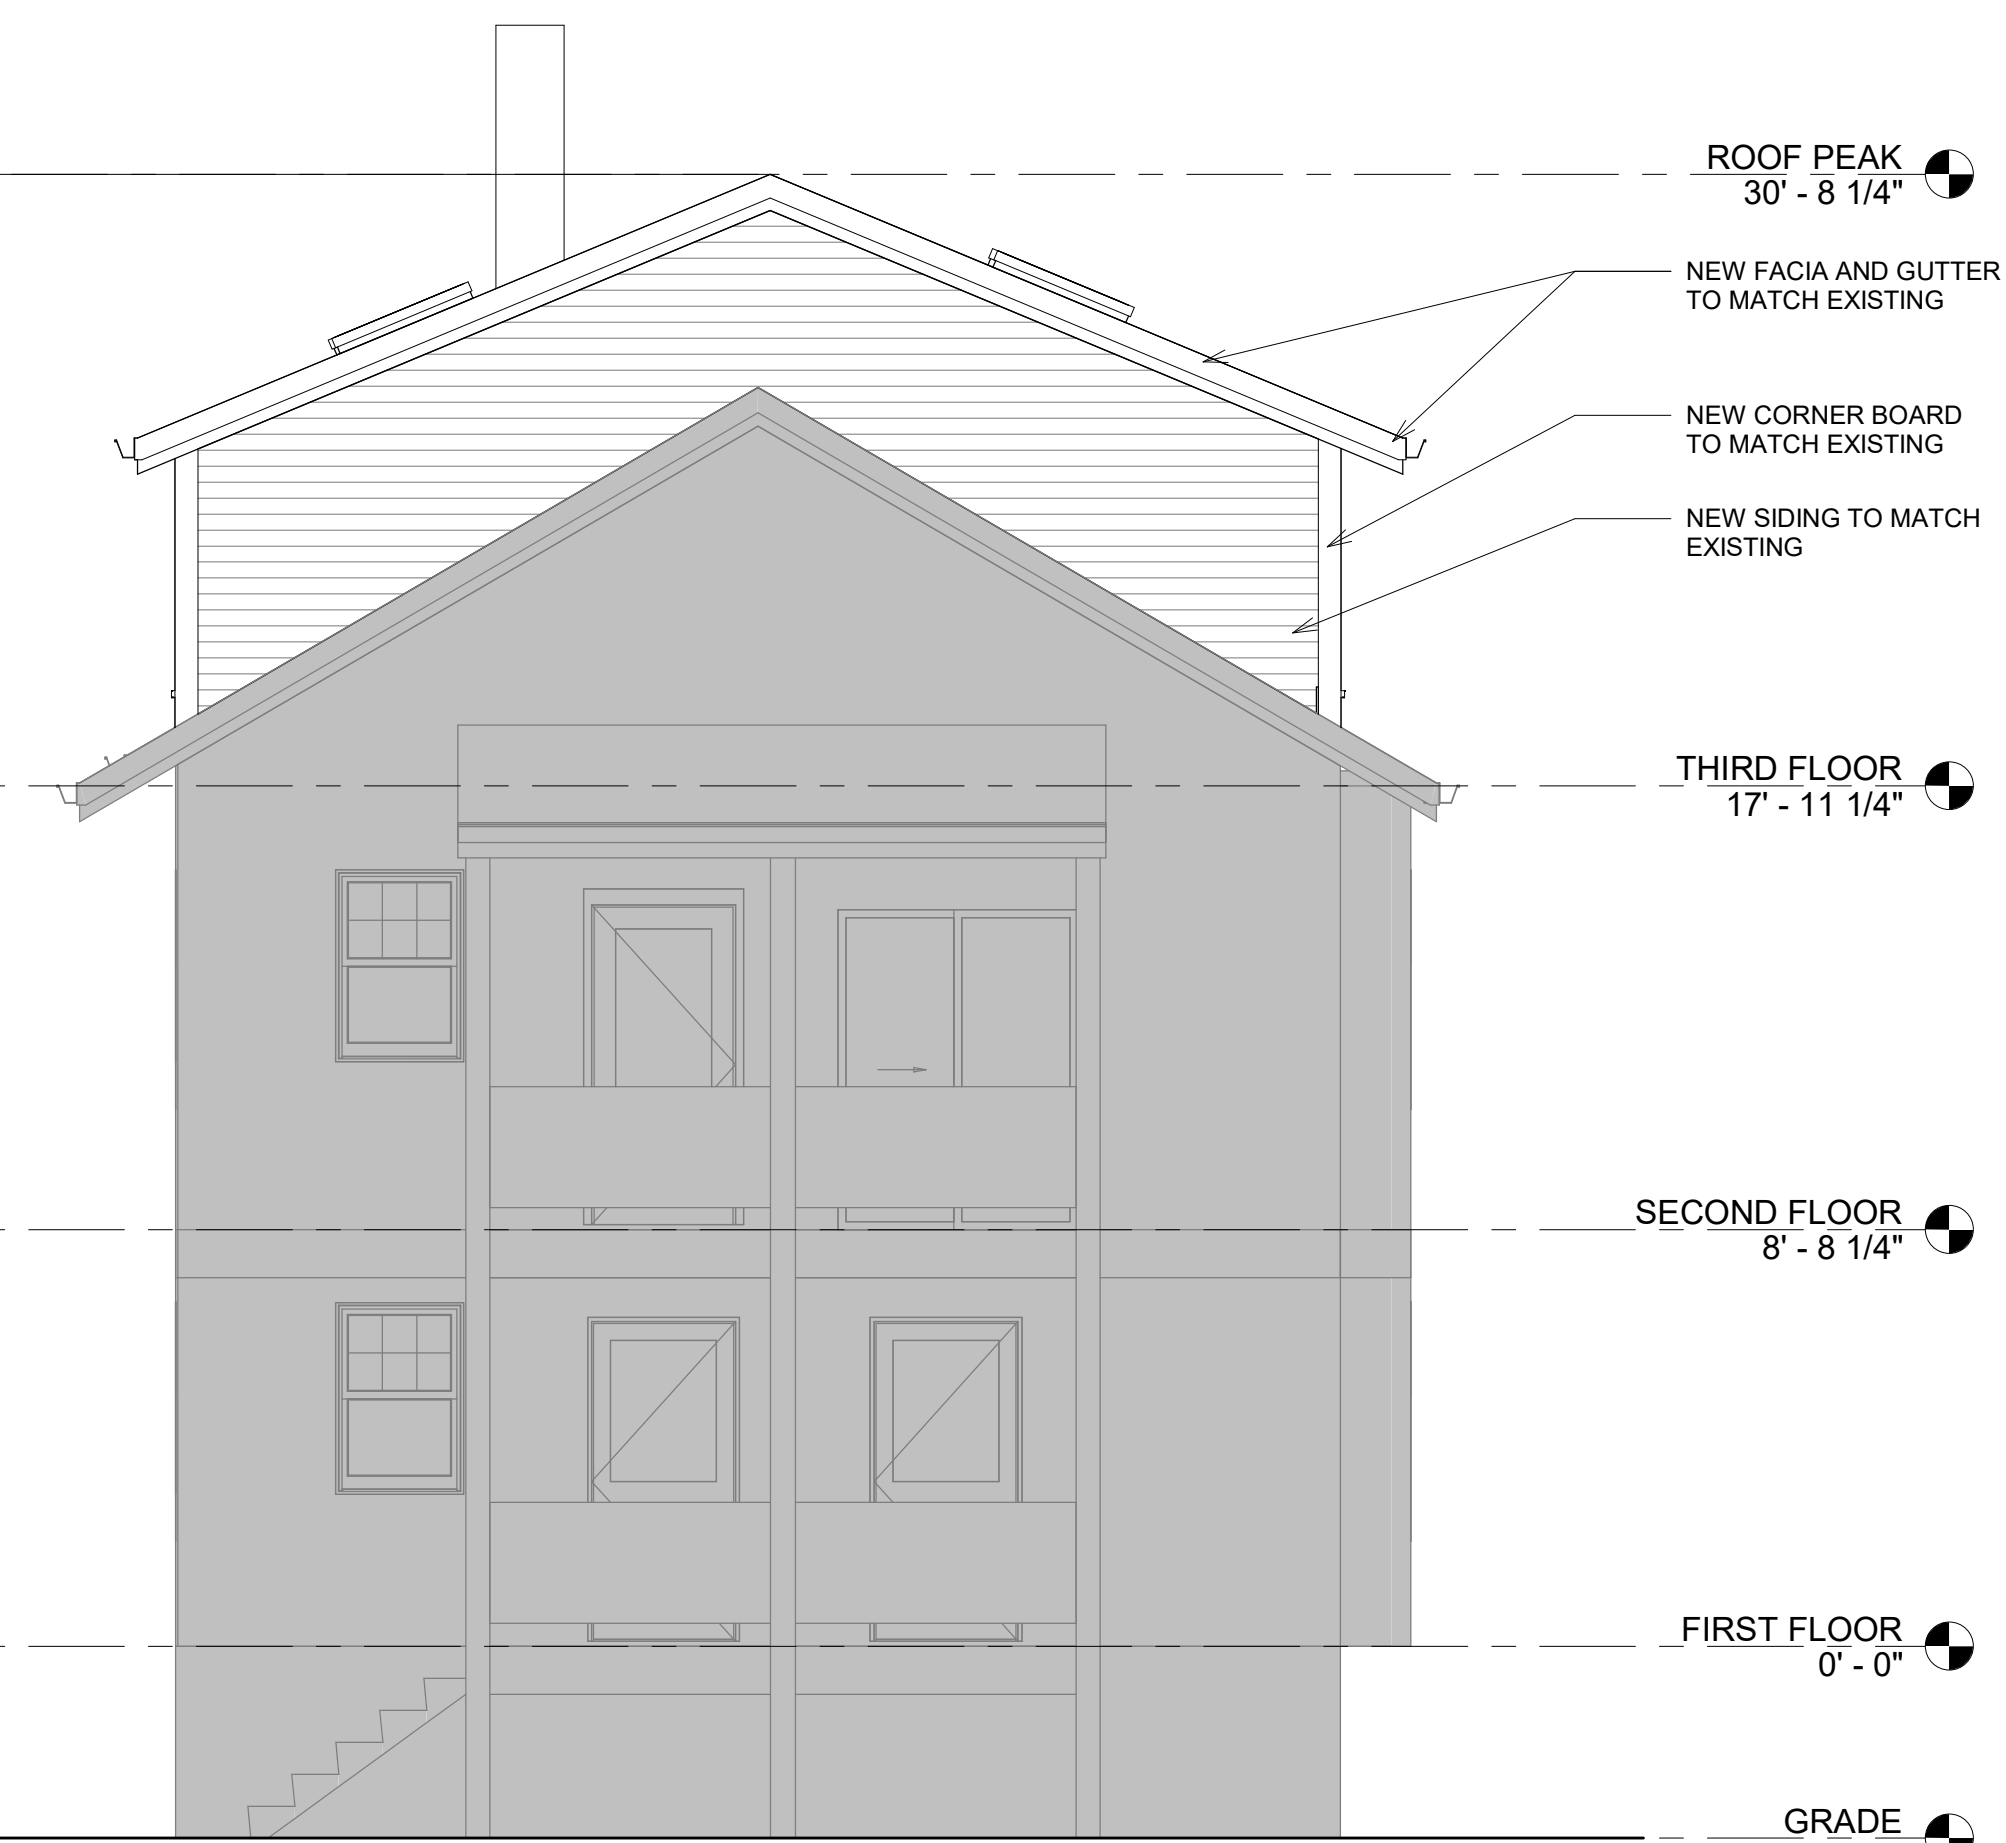 ROOF PEAK
30' - 8 1/4"
NEW FACIA AND GUTTER
TO MATCH EXISTING
NEW CORNER BOARD
TO MATCH EXISTING
NEW SIDING TO MATCH
EXISTING
THIRD FLOOR
17' - 11 1/4"
SECOND FLOOR
8' - 8 1/4"
FIRST FLOOR
0' - 0"
GRADE